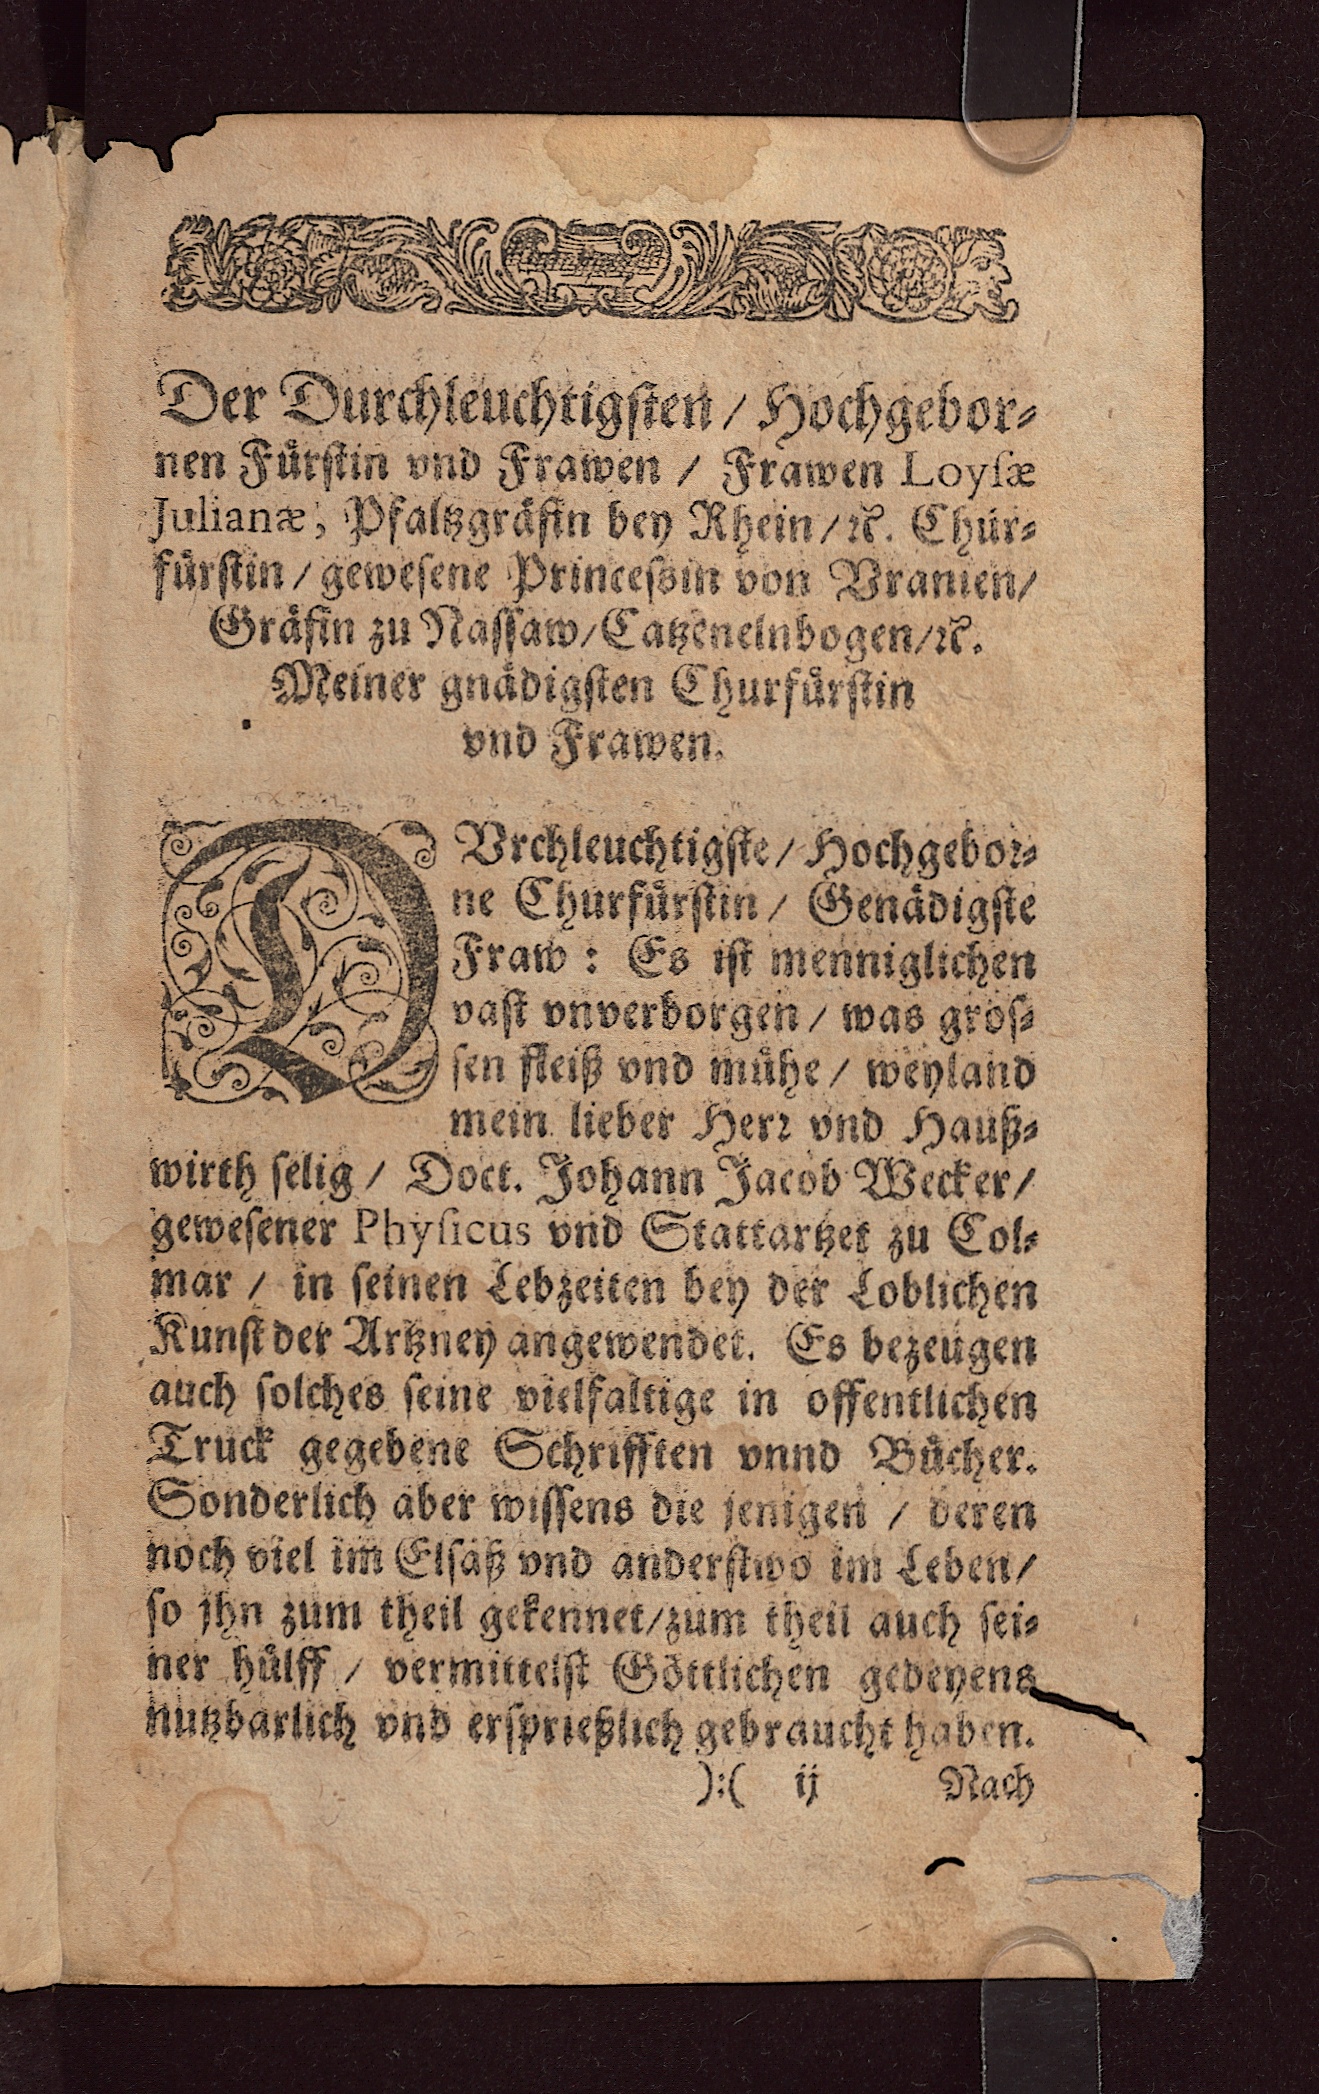 Der Durchleuchtigsten / Hochgebor-
nen Fürstin vnd Frawen / Frawen Loysæ
Julianæ, Pfaltzgräfin bey Rhein / ꝛc. Chur-
fürstin / gewesene Princessin von Vranien /
Gräfin zu Nassaw / Catzenelnbogen / ꝛc.
Meiner gnädigsten Churfürstin
vnd Frawen.
DVrchleuchtigste / Hochgebor-
ne Churfürstin / Genädigste
Fraw : Es ist menniglichen
vast vnverborgen / was gros-
sen fleiß vnd mühe / weyland
mein lieber Herr vnd Hauß-
wirth selig / Doct. Johann Jacob Wecker /
gewesener Physicus vnd Stattartzet zu Col-
mar / in seinen Lebzeiten bey der Loblichen
Kunst der Artzney angewendet. Es bezeugen
auch solches seine vielfaltige in offentlichen
Truck gegebene Schrifften vnnd Bücher.
Sonderlich aber wissens die jenigen / deren
noch viel im Elsaß vnd anderstwo im Leben /
so jhn zum theil gekennet / zum theil auch sei-
ner hülff / vermittelst Göttlichen gedeyens
nutzbarlich vnd ersprießlich gebraucht haben.
):( ij Nach